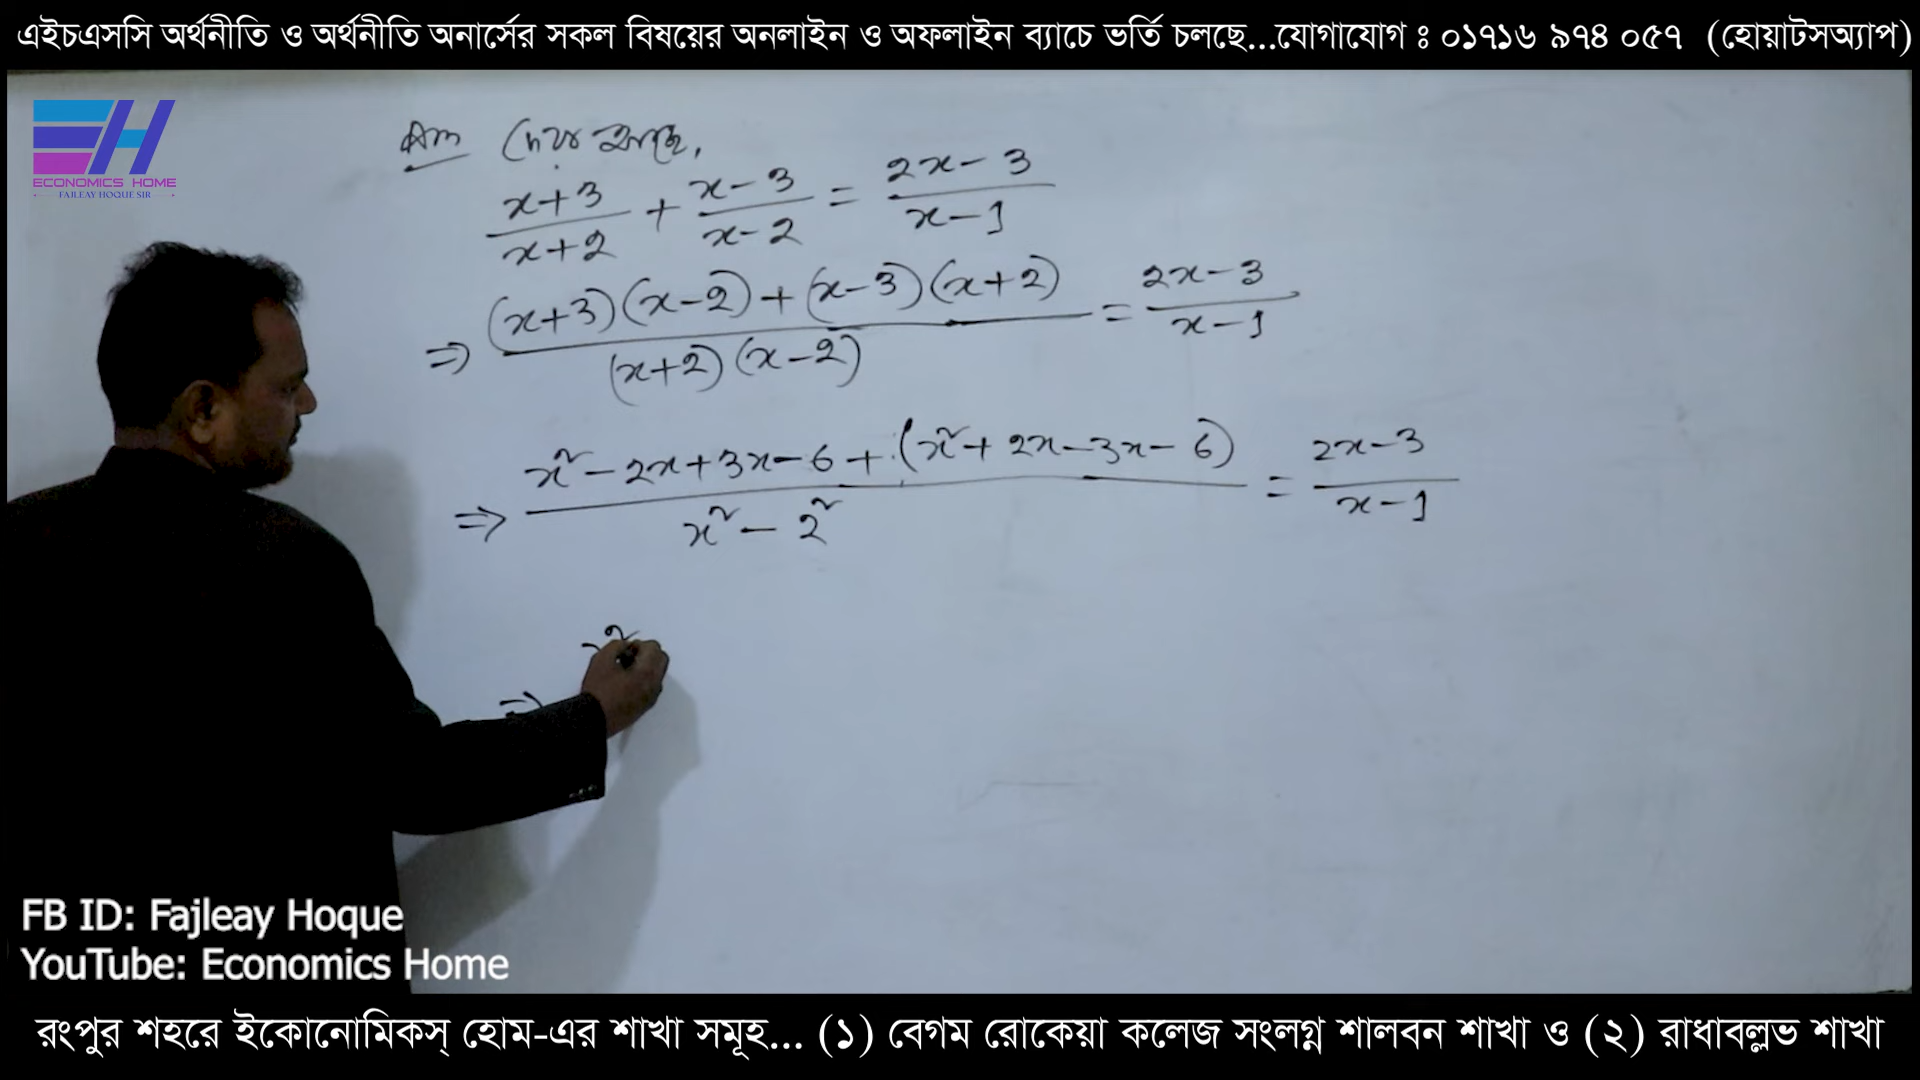 এইচএসসি অর্থনীতি ও অর্থনীতি অনার্সের সকল বিষয়ের অনলাইন ও অফলাইন ব্যাচে ভর্তি চলছে...যোগাযোগ ঃ ০১৭১৬ ৯৭৪ ০৫৭ (হোয়াটসঅ্যাপ)
EH
ECONOMICS HOME
FAJLEAY HOQUE SIR
দেওয়া আছে,
(x+3)/(x+2) + (x-3)/(x-2) = (2x-3)/(x-1)
⇒ ((x+3)(x-2)+(x-3)(x+2))/((x+2)(x-2)) = (2x-3)/(x-1)
⇒ (x²-2x+3x-6+(x²+2x-3x-6))/(x²-2²) = (2x-3)/(x-1)
⇒
FB ID: Fajleay Hoque
YouTube: Economics Home
রংপুর শহরে ইকোনোমিকস্ হোম-এর শাখা সমূহ... (১) বেগম রোকেয়া কলেজ সংলগ্ন শালবন শাখা ও (২) রাধাবল্লভ শাখা